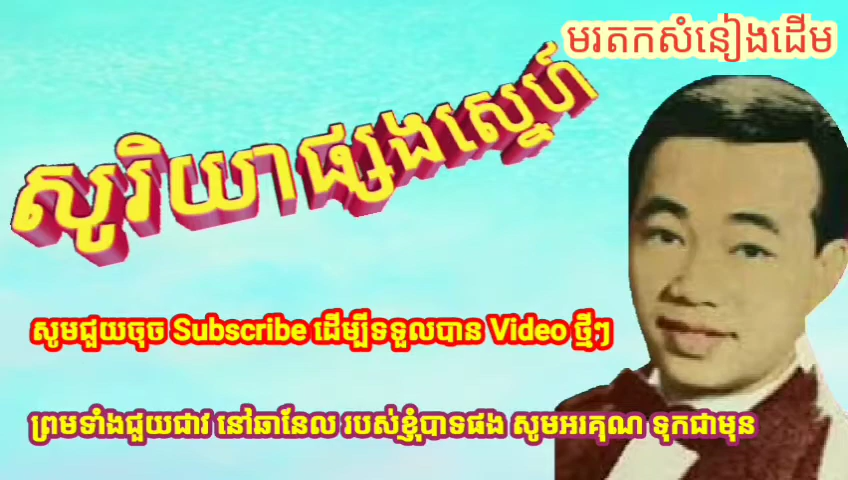 មរតកសំនៀងដើម
សូរិយាផ្សងស្នេហ៍
សូមជួយចុច Subscribe ដើម្បីទទួលបាន Video ថ្មីៗ
ព្រមទាំងជួយជាវ នៅឆានែល របស់ខ្ញុំបាទផង សូមអរគុណ ទុកជាមុន